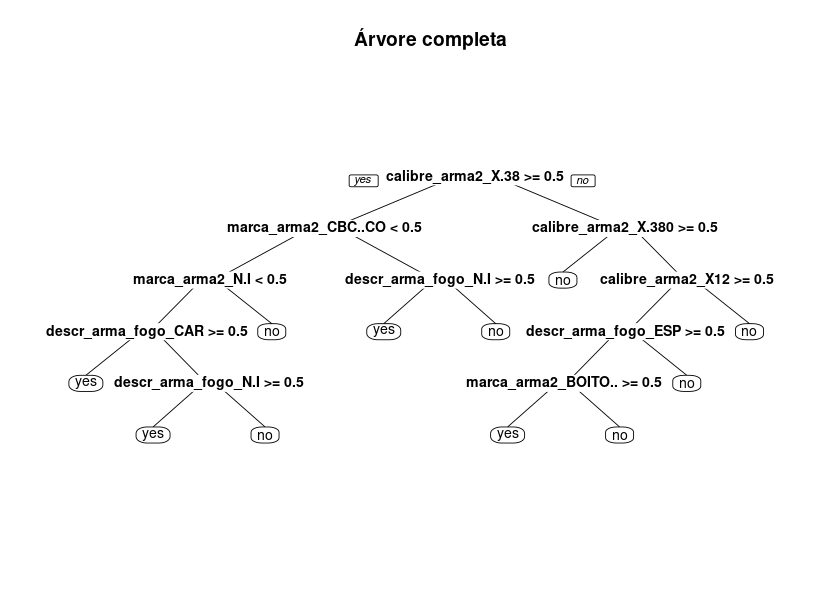 Árvore completa
yes calibre_arma2_X.38 >= 0.5 no
marca_arma2_CBC..CO < 0.5 calibre_arma2_X.380 >= 0.5
marca_arma2_N.I < 0.5 descr_arma_fogo_N.I >= 0.5 no calibre_arma2_X12 >= 0.5
descr_arma_fogo_CAR >= 0.5 no yes no descr_arma_fogo_ESP >= 0.5 no
yes descr_arma_fogo_N.I >= 0.5 marca_arma2_BOITO.. >= 0.5 no
yes no yes no